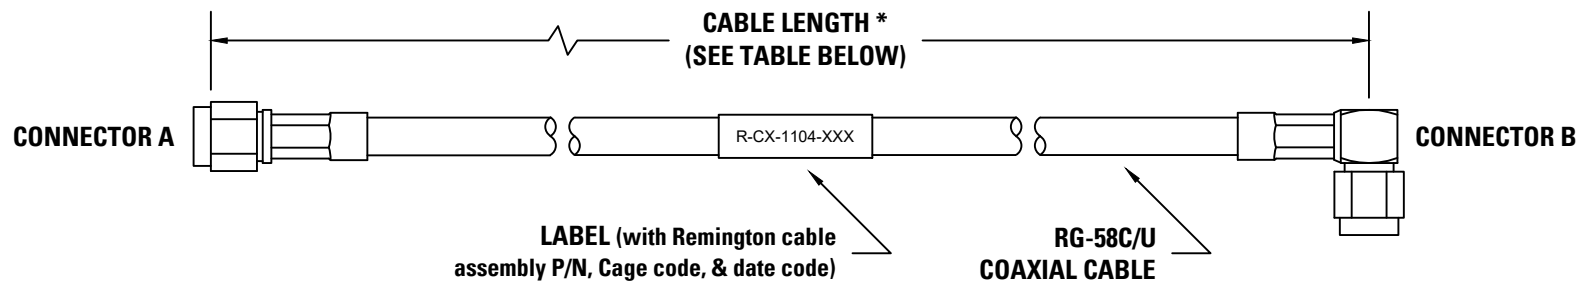 CABLE LENGTH *
(SEE TABLE BELOW)
CONNECTOR A
R-CX-1104-XXX
CONNECTOR B
LABEL (with Remington cable
assembly P/N, Cage code, & date code)
RG-58C/U
COAXIAL CABLE